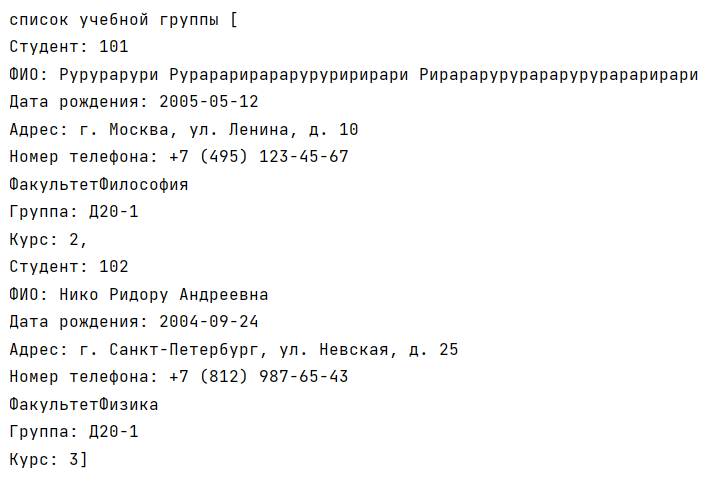 список учебной группы [
Студент: 101
ФИО: Рурурарури Рурарарирараруруририрари Рирараруруpapapypypapapиpapи
Дата рождения: 2005-05-12
Адрес: г. Москва, ул. Ленина, д. 10
Номер телефона: +7 (495) 123-45-67
ФакультетФилософия
Группа: Д20-1
Курс: 2,
Студент: 102
ФИО: Нико Ридору Андреевна
Дата рождения: 2004-09-24
Адрес: г. Санкт-Петербург, ул. Невская, д. 25
Номер телефона: +7 (812) 987-65-43
ФакультетФизика
Группа: Д20-1
Курс: 3]